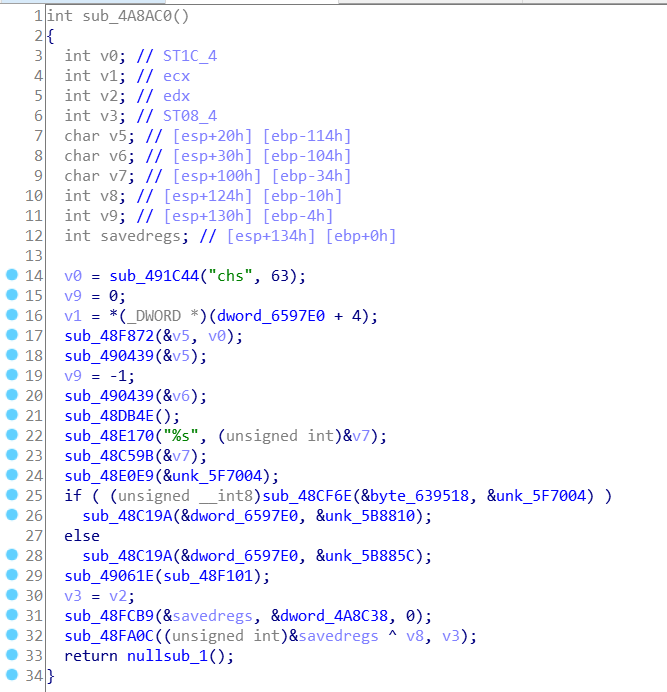 1 int sub_4A8AC0()
2 {
3 int v0; // ST1C_4
4 int v1; // ecx
5 int v2; // edx
6 int v3; // ST08_4
7 char v5; // [esp+20h] [ebp-114h]
8 char v6; // [esp+30h] [ebp-104h]
9 char v7; // [esp+100h] [ebp-34h]
10 int v8; // [esp+124h] [ebp-10h]
11 int v9; // [esp+130h] [ebp-4h]
12 int savedregs; // [esp+134h] [ebp+0h]
13
14 v0 = sub_491C44("chs", 63);
15 v9 = 0;
16 v1 = *(_DWORD *)(dword_6597E0 + 4);
17 sub_48F872(&v5, v0);
18 sub_490439(&v5);
19 v9 = -1;
20 sub_490439(&v6);
21 sub_48DB4E();
22 sub_48E170("%s", (unsigned int)&v7);
23 sub_48C59B(&v7);
24 sub_48E0E9(&unk_5F7004);
25 if ( (unsigned __int8)sub_48CF6E(&byte_639518, &unk_5F7004) )
26 sub_48C19A(&dword_6597E0, &unk_5B8810);
27 else
28 sub_48C19A(&dword_6597E0, &unk_5B885C);
29 sub_49061E(sub_48F101);
30 v3 = v2;
31 sub_48FCB9(&savedregs, &dword_4A8C38, 0);
32 sub_48FA0C((unsigned int)&savedregs ^ v8, v3);
33 return nullsub_1();
34 }